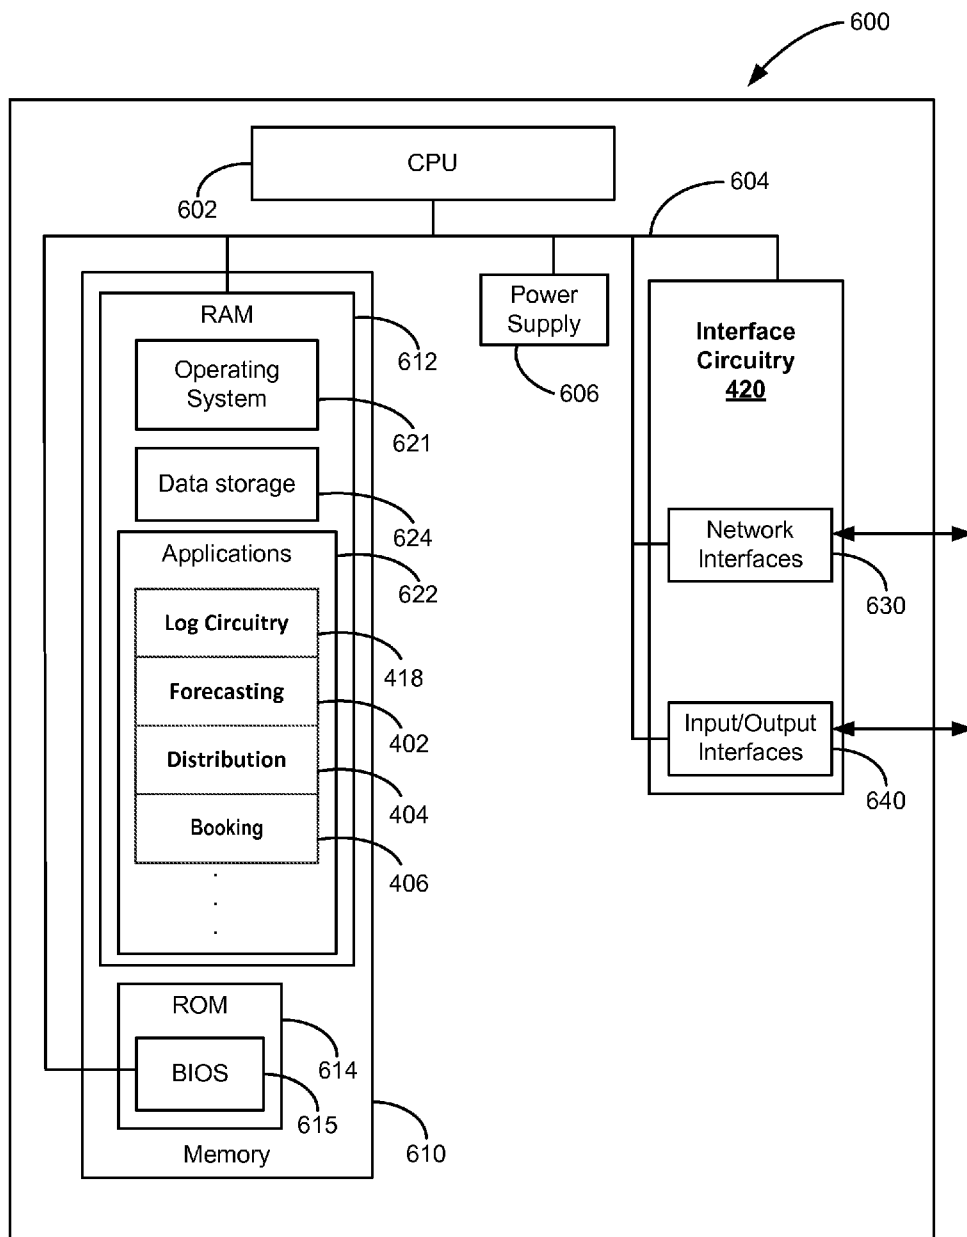 600
CPU
602
604
RAM
612
Operating
System
621
Data storage
624
Applications
622
Log Circuitry
418
Forecasting
402
Distribution
404
Booking
406
.
.
.
ROM
614
BIOS
615
Memory
610
Power
Supply
606
Interface
Circuitry
420
Network
Interfaces
630
Input/Output
Interfaces
640